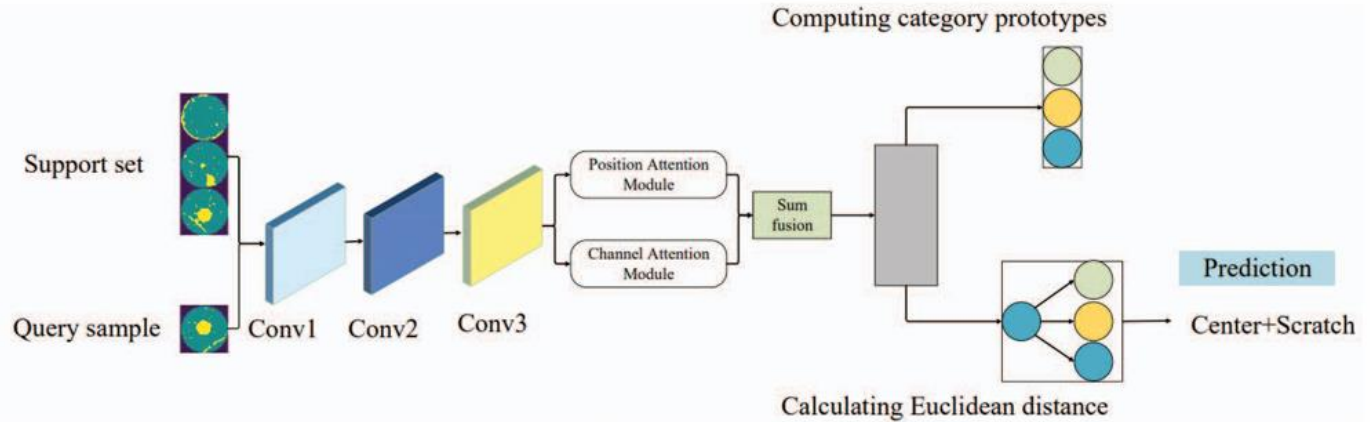 Computing category prototypes
Support set
Position Attention
Module
Sum
fusion
Channel Attention
Module
Prediction
Query sample
Conv1
Conv2
Conv3
Center+Scratch
Calculating Euclidean distance